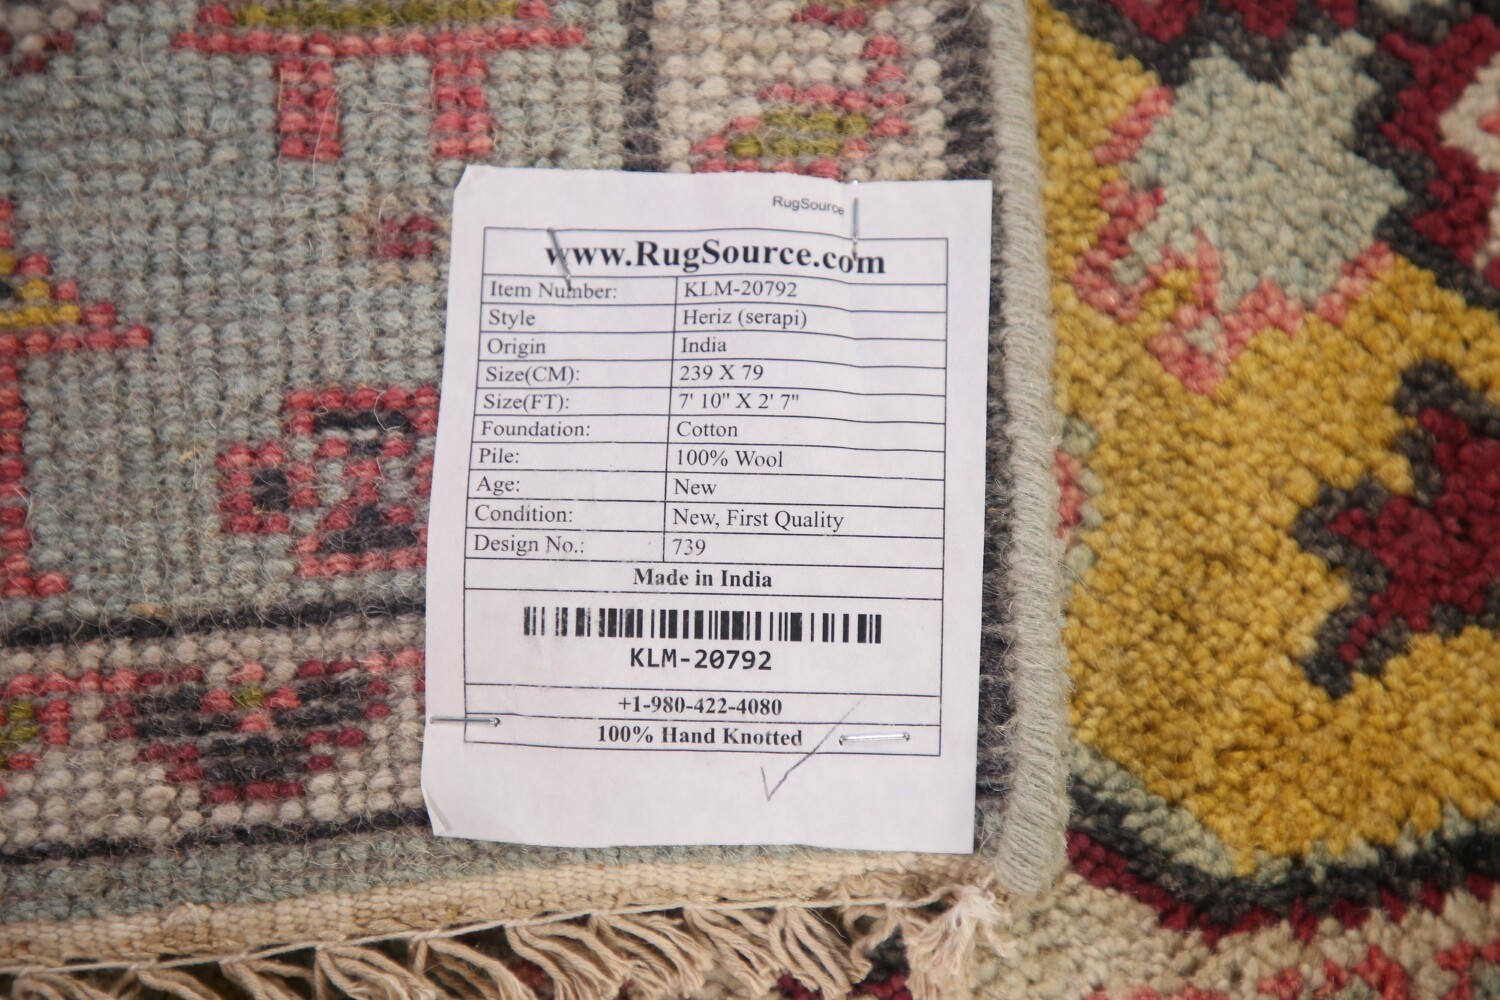 RugSource
www.RugSource.com
Item Number: KLM-20792
Style Heriz (serapi)
Origin India
Size(CM): 239 X 79
Size(FT): 7' 10" X 2' 7"
Foundation: Cotton
Pile: 100% Wool
Age: New
Condition: New, First Quality
Design No.: 739
Made in India
KLM-20792
+1-980-422-4080
100% Hand Knotted